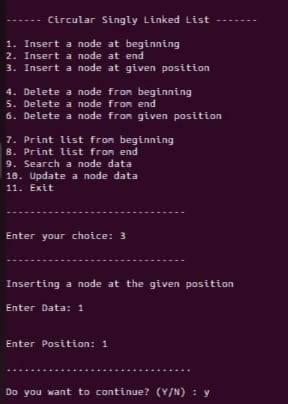 ------ Circular Singly Linked List -------
1. Insert a node at beginning
2. Insert a node at end
3. Insert a node at given position
4. Delete a node from beginning
5. Delete a node from end
6. Delete a node from given position
7. Print list from beginning
8. Print list from end
9. Search a node data
10. Update a node data
11. Exit
------------------------------
Enter your choice: 3
------------------------------
Inserting a node at the given position
Enter Data: 1
Enter Position: 1
...............................
Do you want to continue? (Y/N) : y